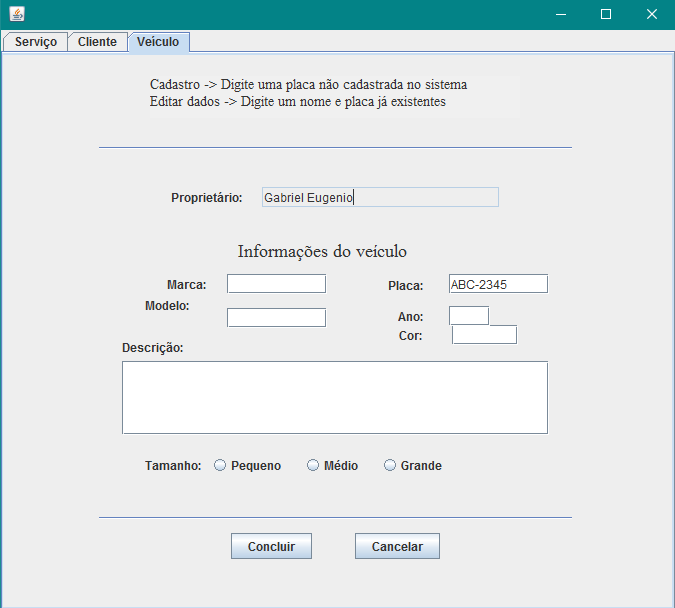 Serviço Cliente Veículo
Cadastro -> Digite uma placa não cadastrada no sistema
Editar dados -> Digite um nome e placa já existentes
Proprietário: Gabriel Eugenio
Informações do veículo
Marca: Placa: ABC-2345
Modelo:
Ano:
Cor:
Descrição:
Tamanho: Pequeno Médio Grande
Concluir Cancelar